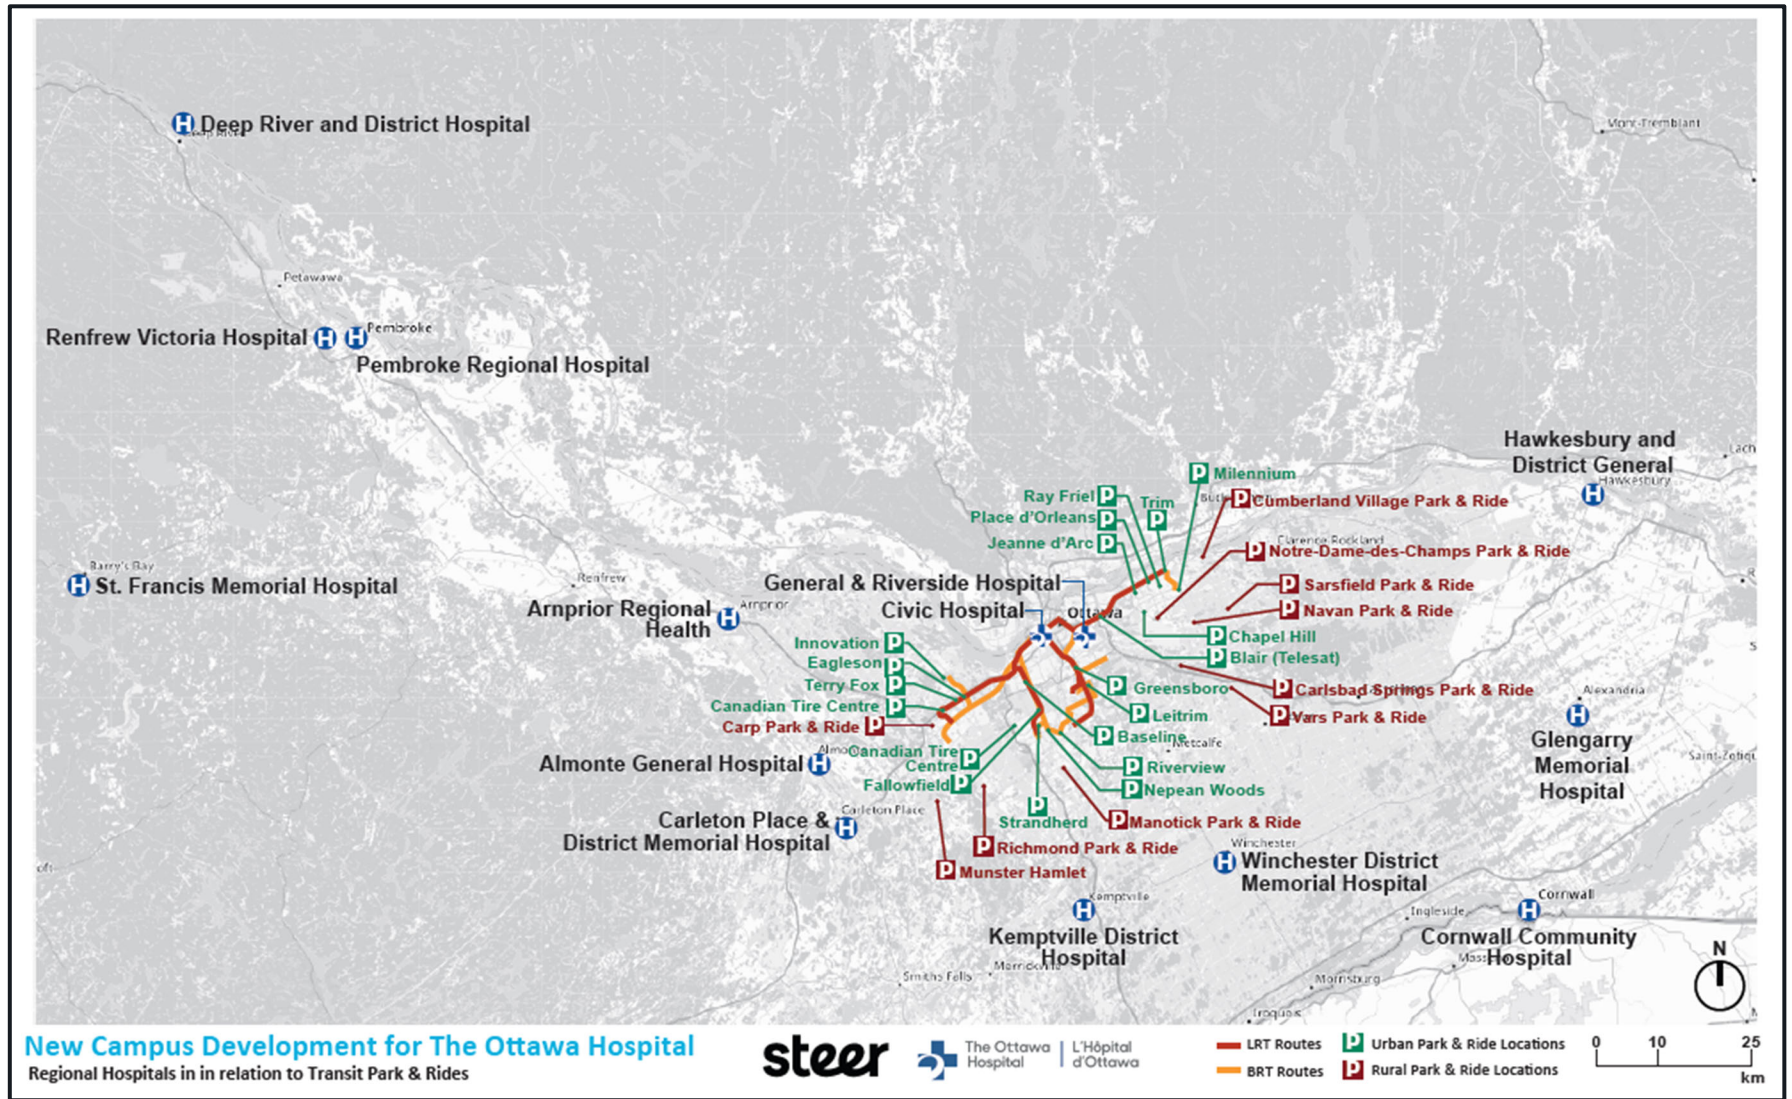 Deep River and District Hospital
Mont-Tremblant
Petawawa
Pembroke
Renfrew Victoria Hospital
Pembroke Regional Hospital
Hawkesbury and
District General
Hawkesbury
Lach
Milennium
Ray Friel
Trim
Cumberland Village Park & Ride
Place d'Orleans
Jeanne d'Arc
Clarence-Rockland
Notre-Dame-des-Champs Park & Ride
Barry's Bay
St. Francis Memorial Hospital
Renfrew
General & Riverside Hospital
Civic Hospital
Ottawa
Sarsfield Park & Ride
Navan Park & Ride
Arnprior Regional
Health
Arnprior
Chapel Hill
Blair (Telesat)
Innovation
Eagleson
Terry Fox
Canadian Tire Centre
Carp Park & Ride
Greensboro
Leitrim
Baseline
Carlsbad Springs Park & Ride
Vars Park & Ride
Alexandria
Glengarry
Memorial
Hospital
Metcalfe
Saint-Zotiqu
Almonte General Hospital
Canadian Tire
Centre
Fallowfield
Riverview
Nepean Woods
Strandherd
Manotick Park & Ride
Carleton Place
Carleton Place &
District Memorial Hospital
Richmond Park & Ride
Munster Hamlet
Winchester
Winchester District
Memorial Hospital
Kemptville
Kemptville District
Hospital
Cornwall
Ingleside
Cornwall Community
Hospital
Smiths Falls
Merrickville
Morrisburg
Iroquois
N
New Campus Development for The Ottawa Hospital
Regional Hospitals in in relation to Transit Park & Rides
steer
The Ottawa
Hospital
L'Hôpital
d'Ottawa
LRT Routes
BRT Routes
P Urban Park & Ride Locations
P Rural Park & Ride Locations
0 10 25
km